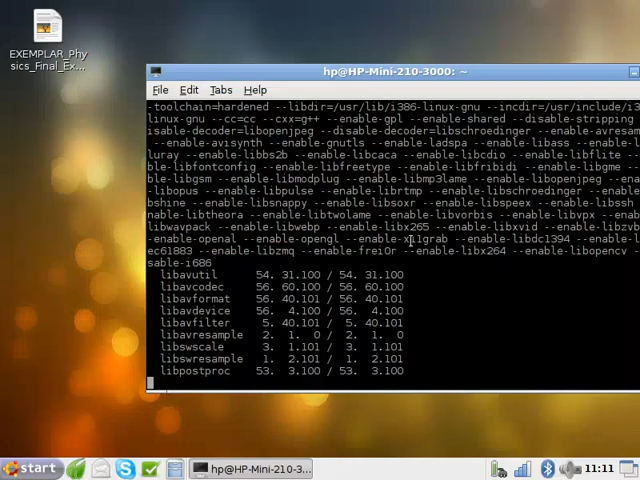 EXEMPLAR_Phy
sics_Final_Ex...
hp@HP-Mini-210-3000: ~
File Edit Tabs Help
-toolchain=hardened --libdir=/usr/lib/i386-linux-gnu --incdir=/usr/include/i3
linux-gnu --cc=cc --cxx=g++ --enable-gpl --enable-shared --disable-stripping
isable-decoder=libopenjpeg --disable-decoder=libschroedinger --enable-avresam
--enable-avisynth --enable-gnutls --enable-ladspa --enable-libass --enable-l
luray --enable-libbs2b --enable-libcaca --enable-libcdio --enable-libflite --
ble-libfontconfig --enable-libfreetype --enable-libfribidi --enable-libgme --
ble-libgsm --enable-libmodplug --enable-libmp3lame --enable-libopenjpeg --ena
-libopus --enable-libpulse --enable-librtmp --enable-libschroedinger --enable
bshine --enable-libsnappy --enable-libsoxr --enable-libspeex --enable-libssh
nable-libtheora --enable-libtwolame --enable-libvorbis --enable-libvpx --enab
libwavpack --enable-libwebp --enable-libx265 --enable-libxvid --enable-libzvb
-enable-openal --enable-opengl --enable-x11grab --enable-libdc1394 --enable-l
ec61883 --enable-libzmq --enable-frei0r --enable-libx264 --enable-libopencv -
sable-i686
libavutil 54. 31.100 / 54. 31.100
libavcodec 56. 60.100 / 56. 60.100
libavformat 56. 40.101 / 56. 40.101
libavdevice 56. 4.100 / 56. 4.100
libavfilter 5. 40.101 / 5. 40.101
libavresample 2. 1. 0 / 2. 1. 0
libswscale 3. 1.101 / 3. 1.101
libswresample 1. 2.101 / 1. 2.101
libpostproc 53. 3.100 / 53. 3.100
start
hp@HP-Mini-210-3...
11:11